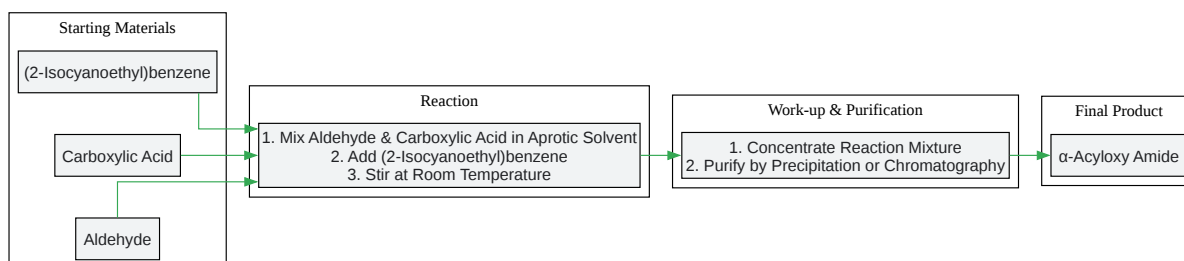 Starting Materials
(2-Isocyanoethyl)benzene
Carboxylic Acid
Aldehyde
Reaction
1. Mix Aldehyde & Carboxylic Acid in Aprotic Solvent
2. Add (2-Isocyanoethyl)benzene
3. Stir at Room Temperature
Work-up & Purification
1. Concentrate Reaction Mixture
2. Purify by Precipitation or Chromatography
Final Product
α-Acyloxy Amide